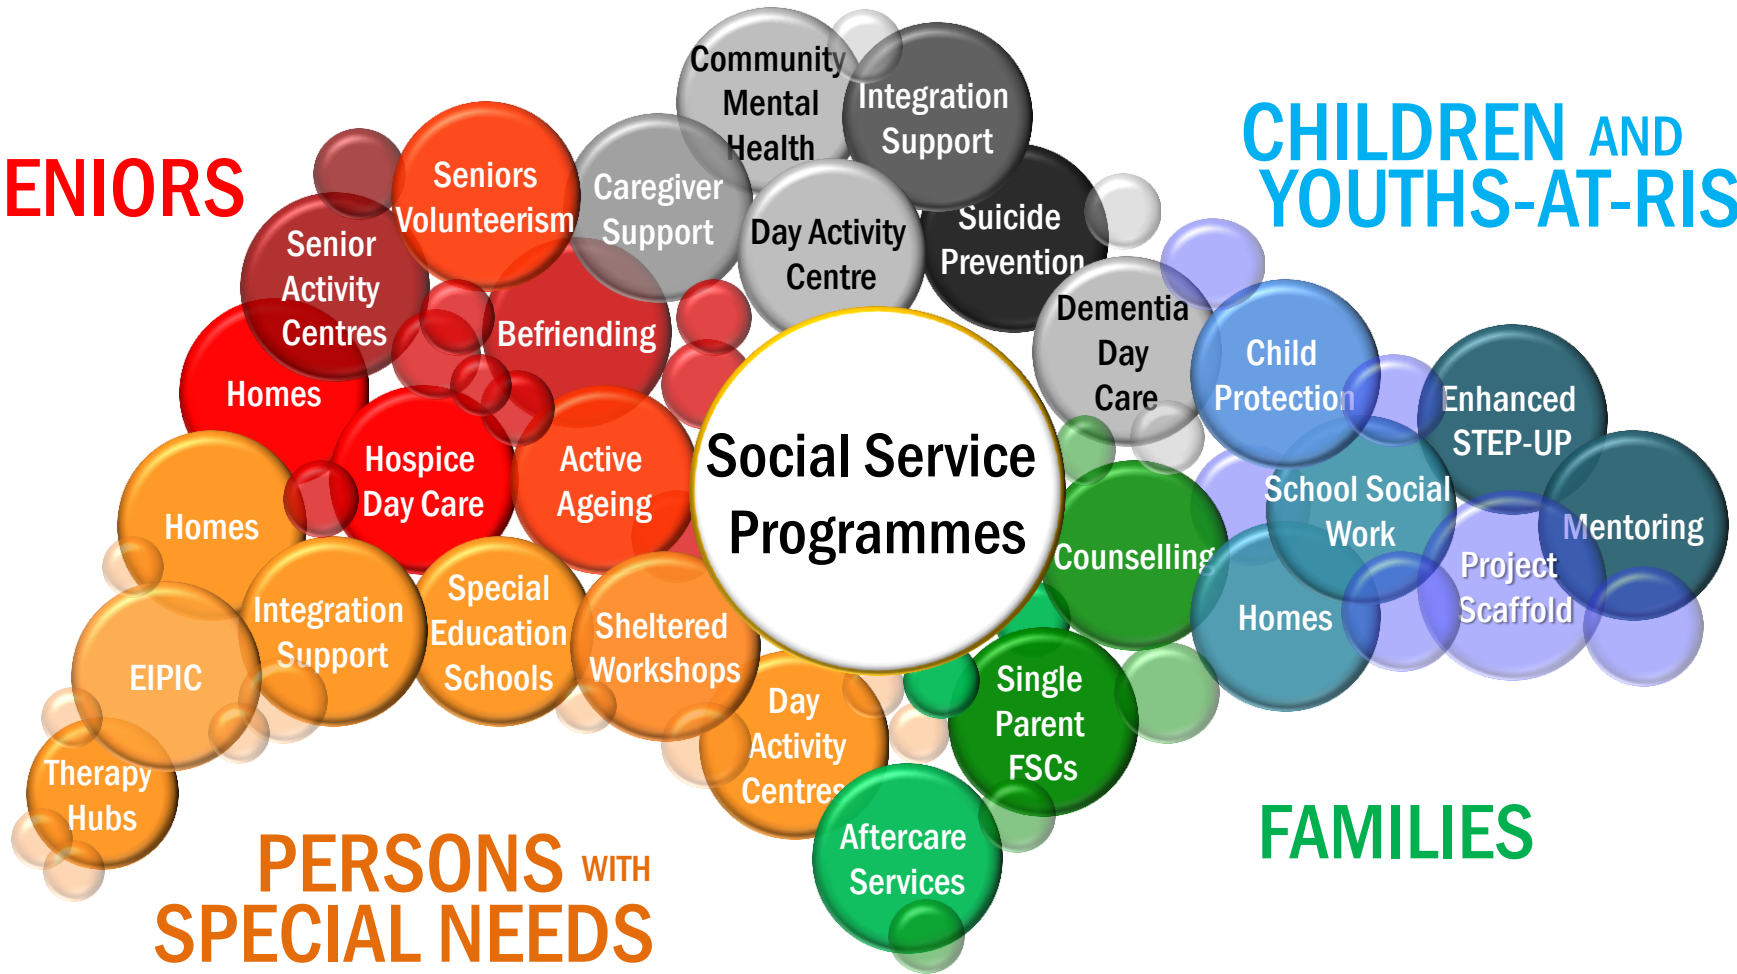 Community
Mental
Health
Integration
Support
CHILDREN AND
YOUTHS-AT-RIS
ENIORS
Seniors
Volunteerism
Caregiver
Support
Senior
Activity
Centres
Day Activity
Centre
Suicide
Prevention
Befriending
Dementia
Day
Care
Child
Protection
Homes
Enhanced
STEP-UP
Hospice
Day Care
Active
Ageing
Social Service
Programmes
School Social
Work
Mentoring
Homes
Counselling
Project
Scaffold
Homes
Integration
Support
Special
Education
Schools
Sheltered
Workshops
EIPIC
Day
Activity
Centres
Single
Parent
FSCs
Therapy
Hubs
Aftercare
Services
PERSONS WITH
SPECIAL NEEDS
FAMILIES